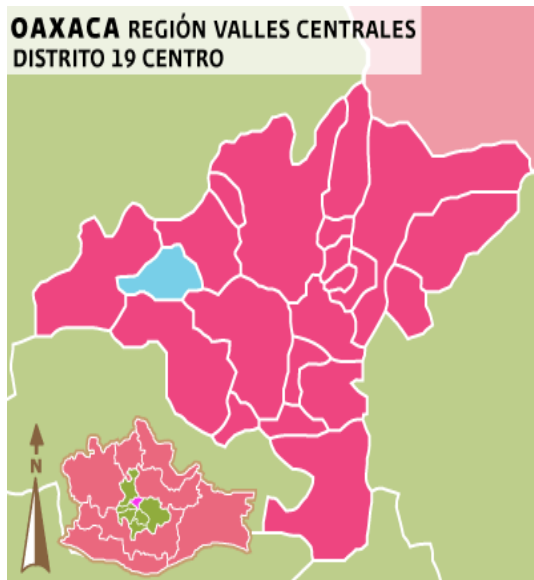 OAXACA REGIÓN VALLES CENTRALES
DISTRITO 19 CENTRO
N